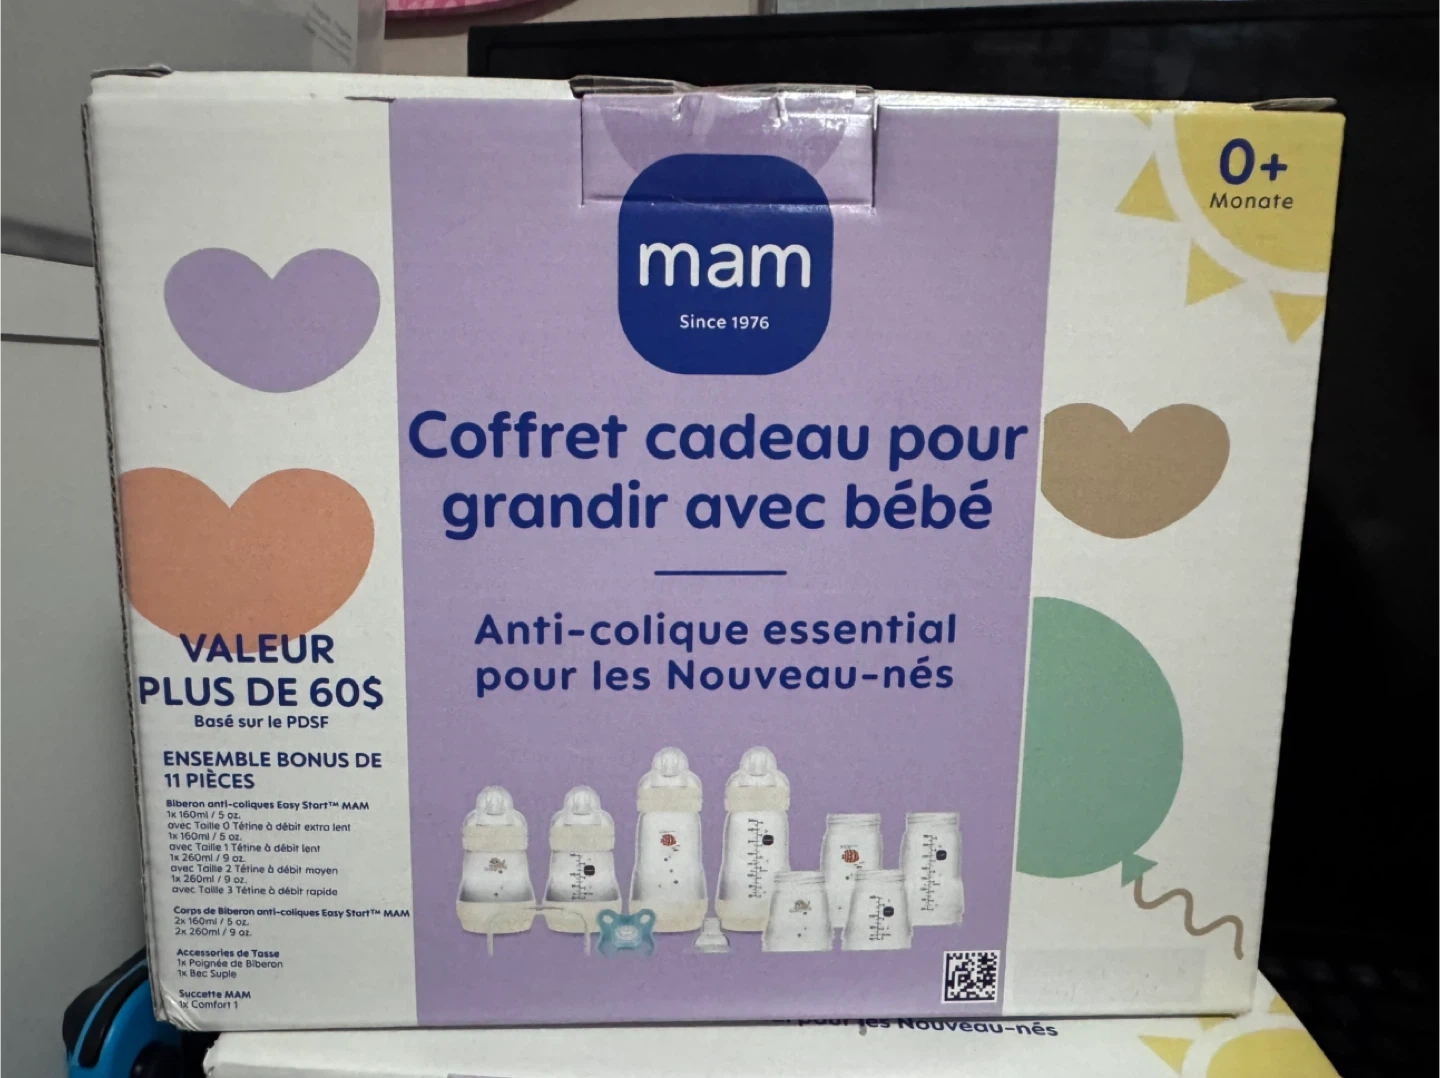 0+
Monate
mam
Since 1976
Coffret cadeau pour
grandir avec bébé
Anti-colique essential
pour les Nouveau-nés
VALEUR
PLUS DE 60$
Basé sur le PDSF
ENSEMBLE BONUS DE
11 PIÈCES
Biberon anti-coliques Easy Start™ MAM
1x 160ml / 5 oz.
avec Taille 0 Tétine à débit extra lent
1x 160ml / 5 oz.
avec Taille 1 Tétine à débit lent
1x 260ml / 9 oz.
avec Taille 2 Tétine à débit moyen
1x 260ml / 9 oz.
avec Taille 3 Tétine à débit rapide
Corps de Biberon anti-coliques Easy Start™ MAM
2x 160ml / 5 oz.
2x 260ml / 9 oz.
Accessories de Tasse
1x Poignée de Biberon
1x Bec Suple
Succette MAM
1x Comfort 1
pour les Nouveau-nés